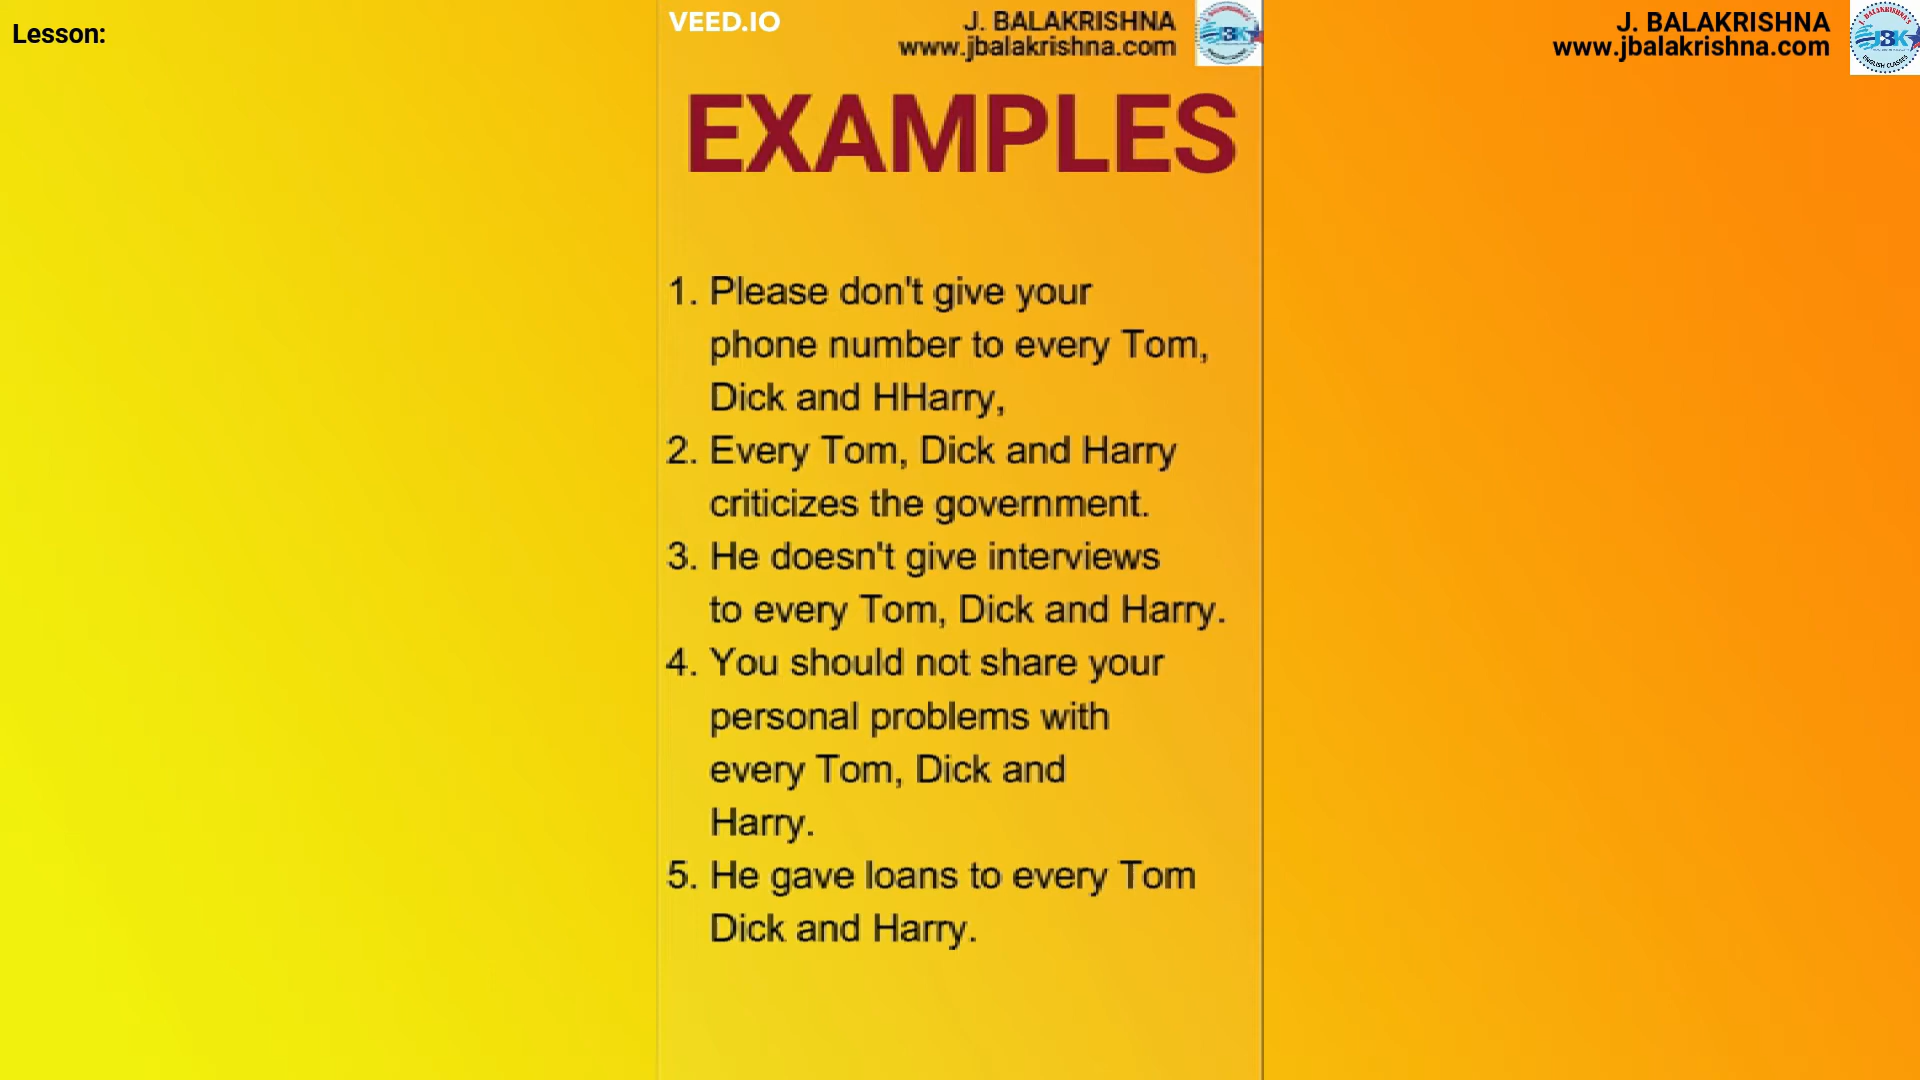 Lesson:
VEED.IO
J. BALAKRISHNA
www.jbalakrishna.com
J. BALAKRISHNA
www.jbalakrishna.com
JBK
ENGLISH CLASSES
EXAMPLES
1. Please don't give your
phone number to every Tom,
Dick and HHarry,
2. Every Tom, Dick and Harry
criticizes the government.
3. He doesn't give interviews
to every Tom, Dick and Harry.
4. You should not share your
personal problems with
every Tom, Dick and
Harry.
5. He gave loans to every Tom
Dick and Harry.